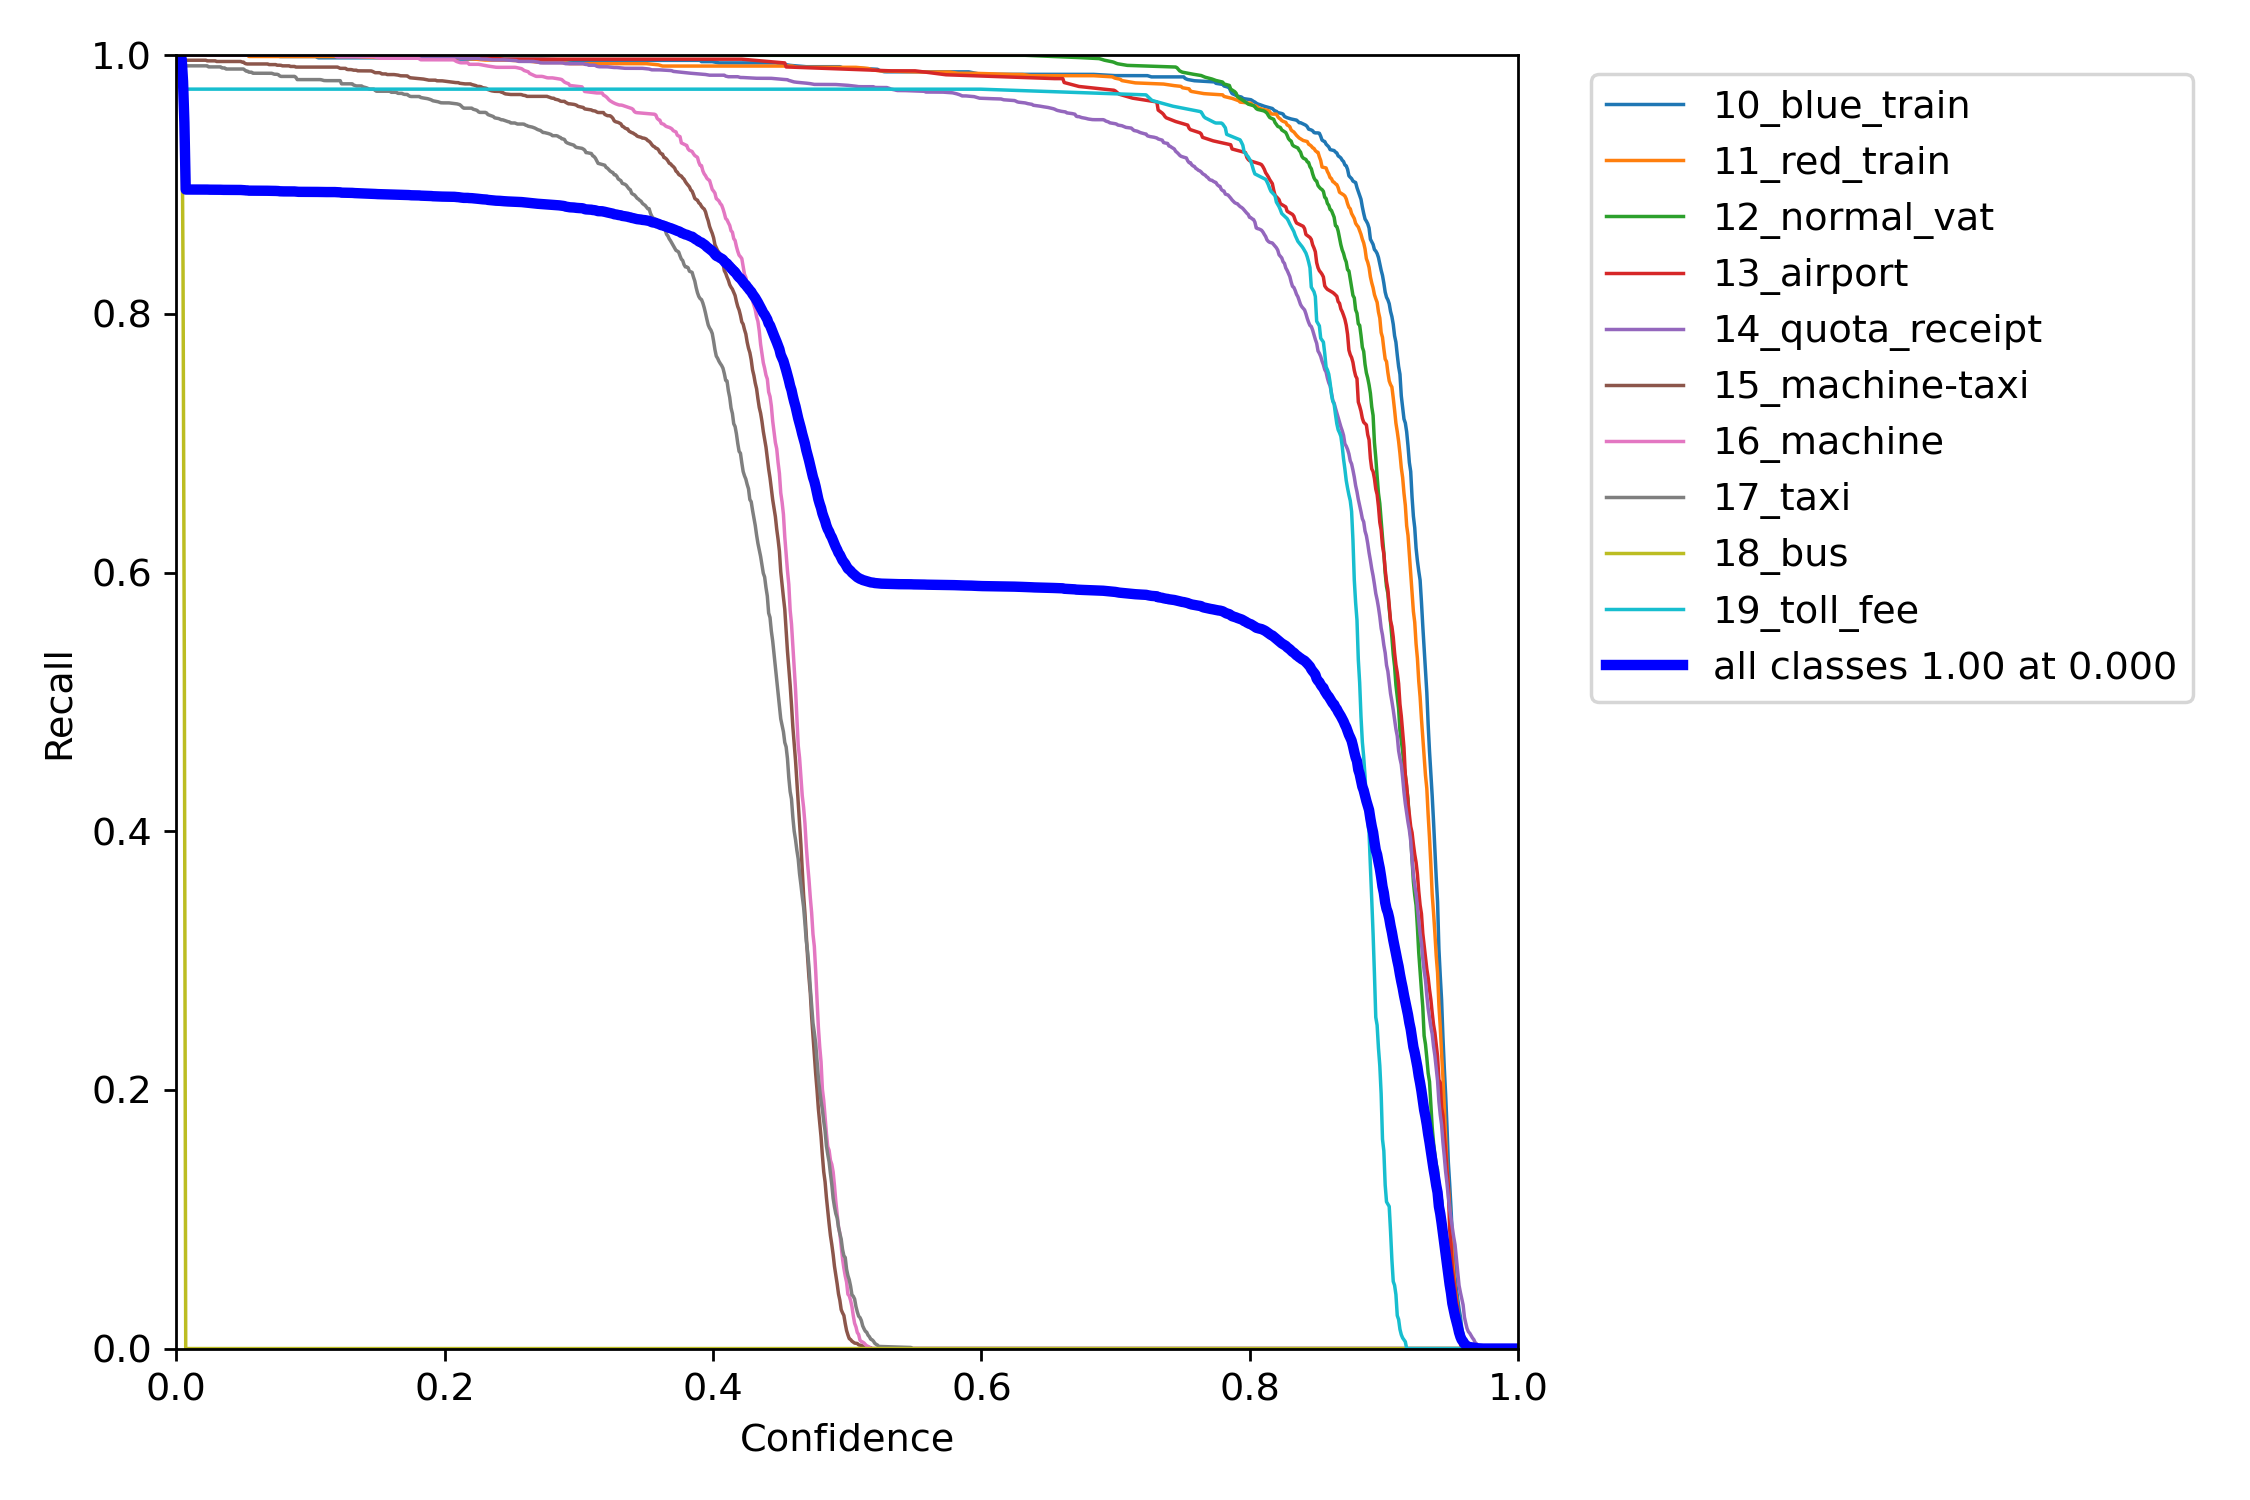 1.0
0.8
0.6
0.4
0.2
0.0
0.0 0.2 0.4 0.6 0.8 1.0
Recall
Confidence
10_blue_train
11_red_train
12_normal_vat
13_airport
14_quota_receipt
15_machine-taxi
16_machine
17_taxi
18_bus
19_toll_fee
all classes 1.00 at 0.000